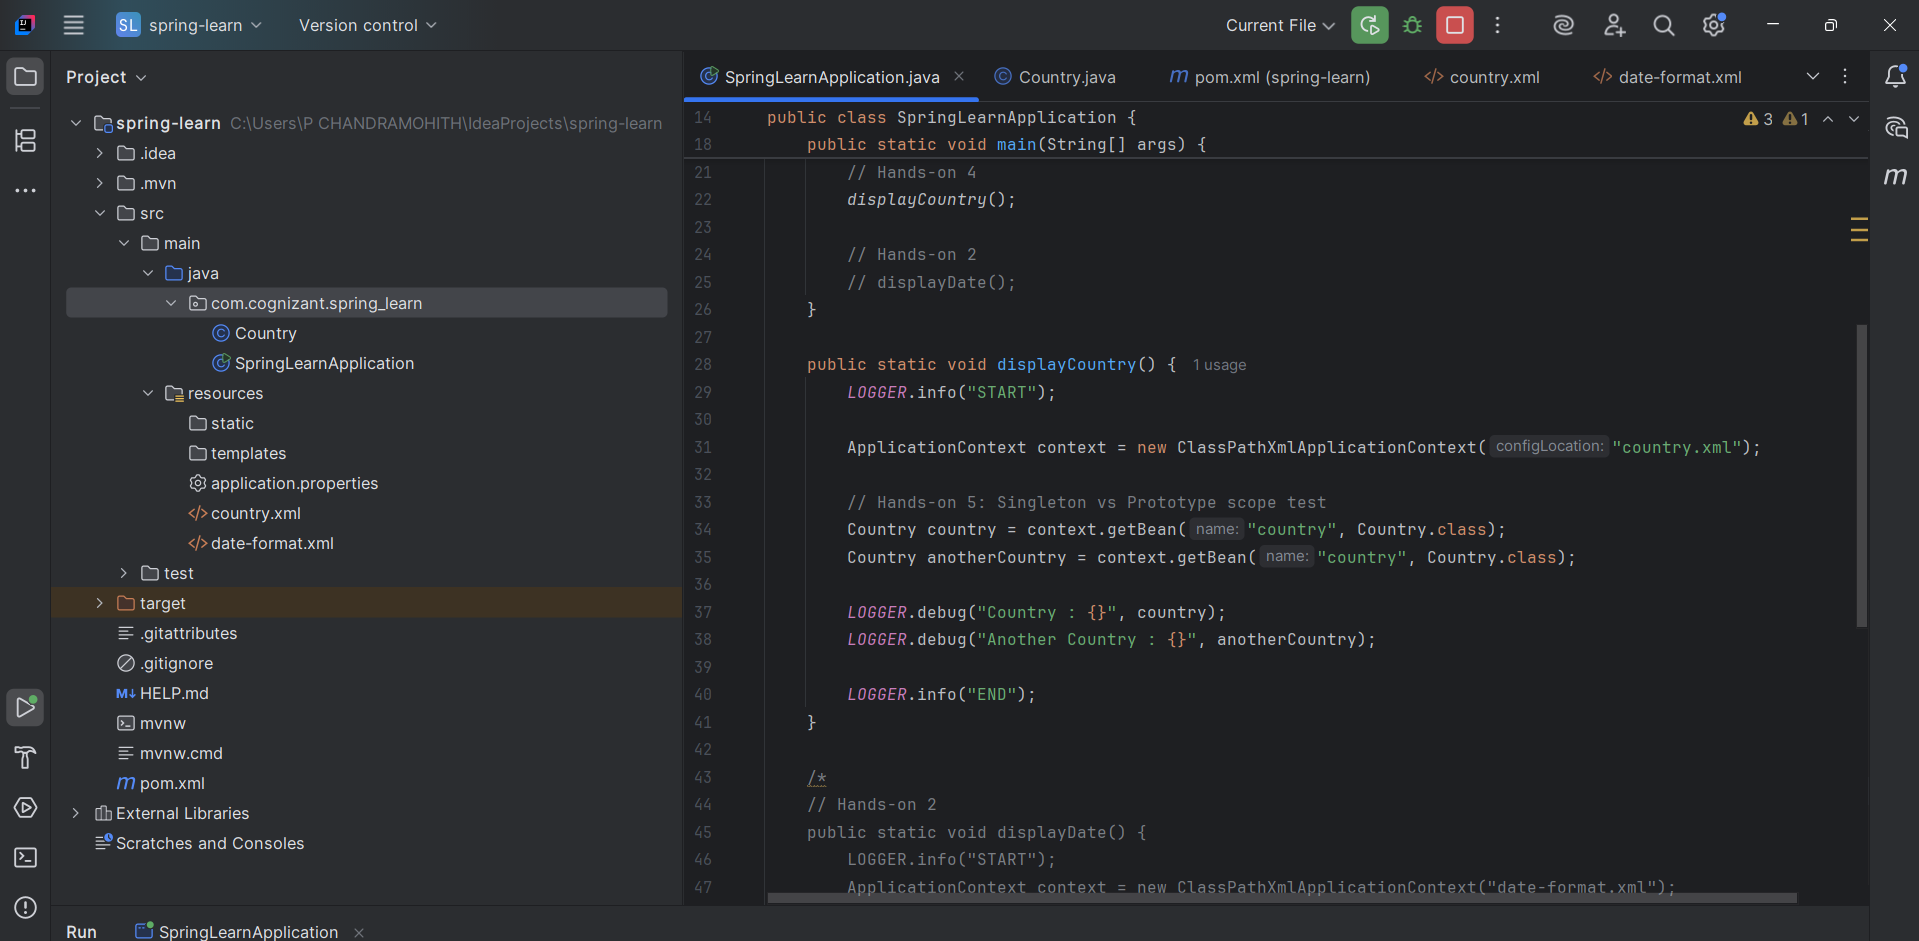 SL spring-learn Version control Current File
Project
spring-learn C:\Users\P CHANDRAMOHITH\IdeaProjects\spring-learn
.idea
.mvn
src
main
java
com.cognizant.spring_learn
Country
SpringLearnApplication
resources
static
templates
application.properties
</> country.xml
</> date-format.xml
test
target
.gitattributes
.gitignore
M↓ HELP.md
mvnw
mvnw.cmd
m pom.xml
External Libraries
Scratches and Consoles
SpringLearnApplication.java Country.java m pom.xml (spring-learn) </> country.xml </> date-format.xml
14 public class SpringLearnApplication { 3 1
18 public static void main(String[] args) {
21 // Hands-on 4
22 displayCountry();
23
24 // Hands-on 2
25 // displayDate();
26 }
27
28 public static void displayCountry() { 1 usage
29 LOGGER.info("START");
30
31 ApplicationContext context = new ClassPathXmlApplicationContext( configLocation: "country.xml");
32
33 // Hands-on 5: Singleton vs Prototype scope test
34 Country country = context.getBean( name: "country", Country.class);
35 Country anotherCountry = context.getBean( name: "country", Country.class);
36
37 LOGGER.debug("Country : {}", country);
38 LOGGER.debug("Another Country : {}", anotherCountry);
39
40 LOGGER.info("END");
41 }
42
43 /*
44 // Hands-on 2
45 public static void displayDate() {
46 LOGGER.info("START");
47 ApplicationContext context = new ClassPathXmlApplicationContext("date-format.xml");
m
Run SpringLearnApplication